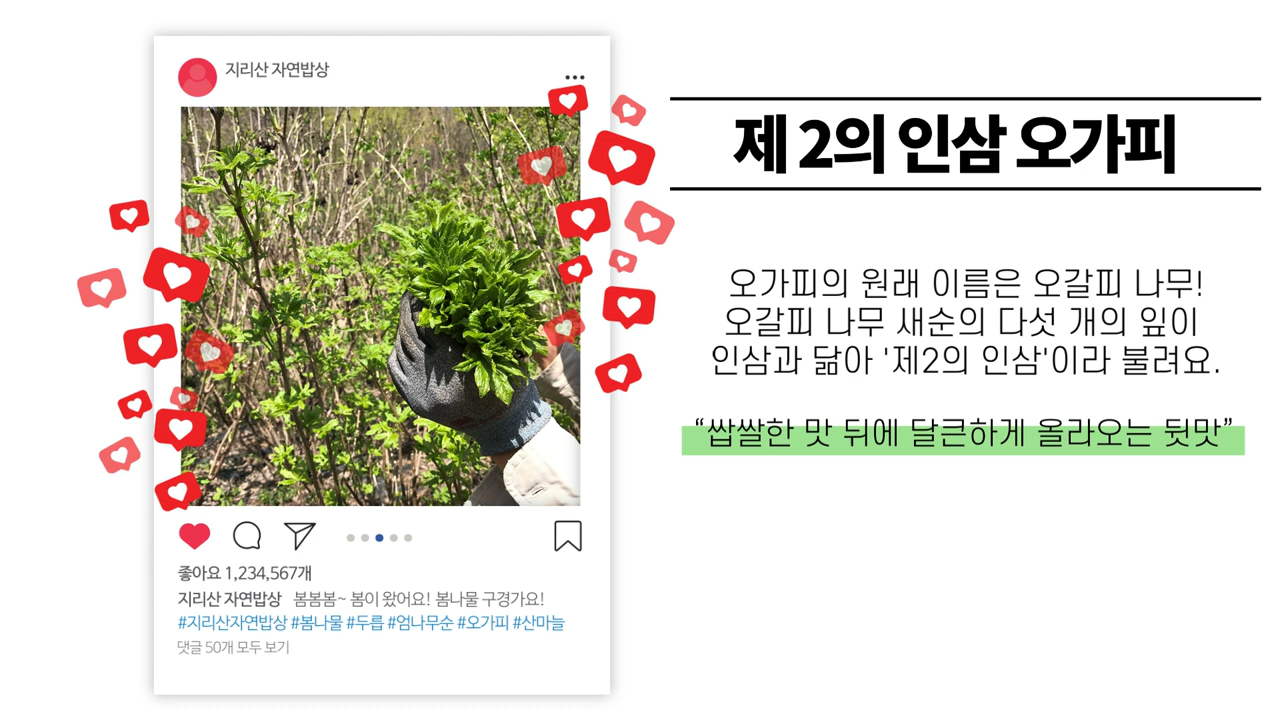 지리산 자연밥상
제 2의 인삼 오가피
오가피의 원래 이름은 오갈피 나무!
오갈피 나무 새순의 다섯 개의 잎이
인삼과 닮아 '제2의 인삼'이라 불려요.
“쌉쌀한 맛 뒤에 달큰하게 올라오는 뒷맛”
좋아요 1,234,567개
지리산 자연밥상 봄봄봄~ 봄이 왔어요! 봄나물 구경가요!
#지리산자연밥상 #봄나물 #두릅 #엄나무순 #오가피 #산마늘
댓글 50개 모두 보기